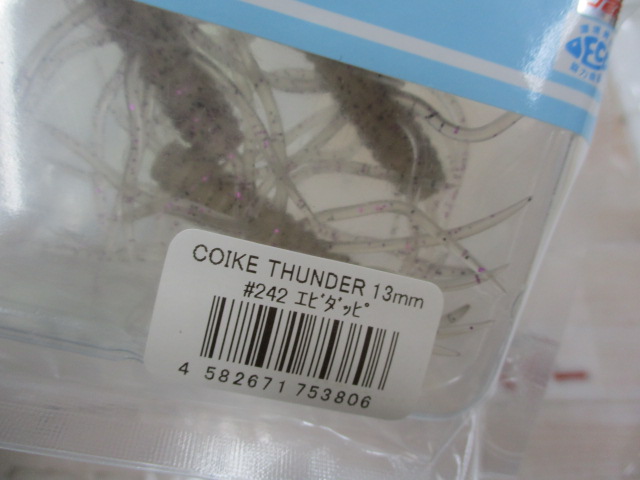 COIKE THUNDER 13mm
#242 ｴﾋﾞﾀﾞｯﾋﾟ
4 582671 753806